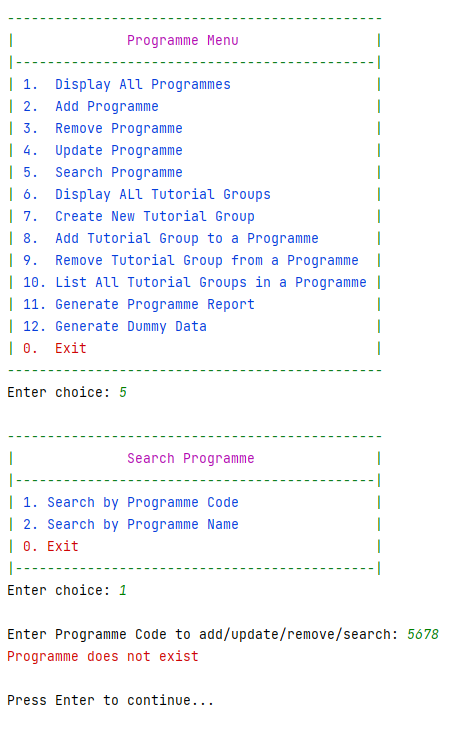 -----------------------------------------------
|              Programme Menu                 |
|---------------------------------------------|
| 1.  Display All Programmes                  |
| 2.  Add Programme                           |
| 3.  Remove Programme                        |
| 4.  Update Programme                        |
| 5.  Search Programme                        |
| 6.  Display ALl Tutorial Groups             |
| 7.  Create New Tutorial Group               |
| 8.  Add Tutorial Group to a Programme       |
| 9.  Remove Tutorial Group from a Programme  |
| 10. List All Tutorial Groups in a Programme |
| 11. Generate Programme Report               |
| 12. Generate Dummy Data                     |
| 0.  Exit                                    |
-----------------------------------------------
Enter choice: 5
-----------------------------------------------
|              Search Programme               |
|---------------------------------------------|
| 1. Search by Programme Code                 |
| 2. Search by Programme Name                 |
| 0. Exit                                     |
|---------------------------------------------|
Enter choice: 1
Enter Programme Code to add/update/remove/search: 5678
Programme does not exist
Press Enter to continue...